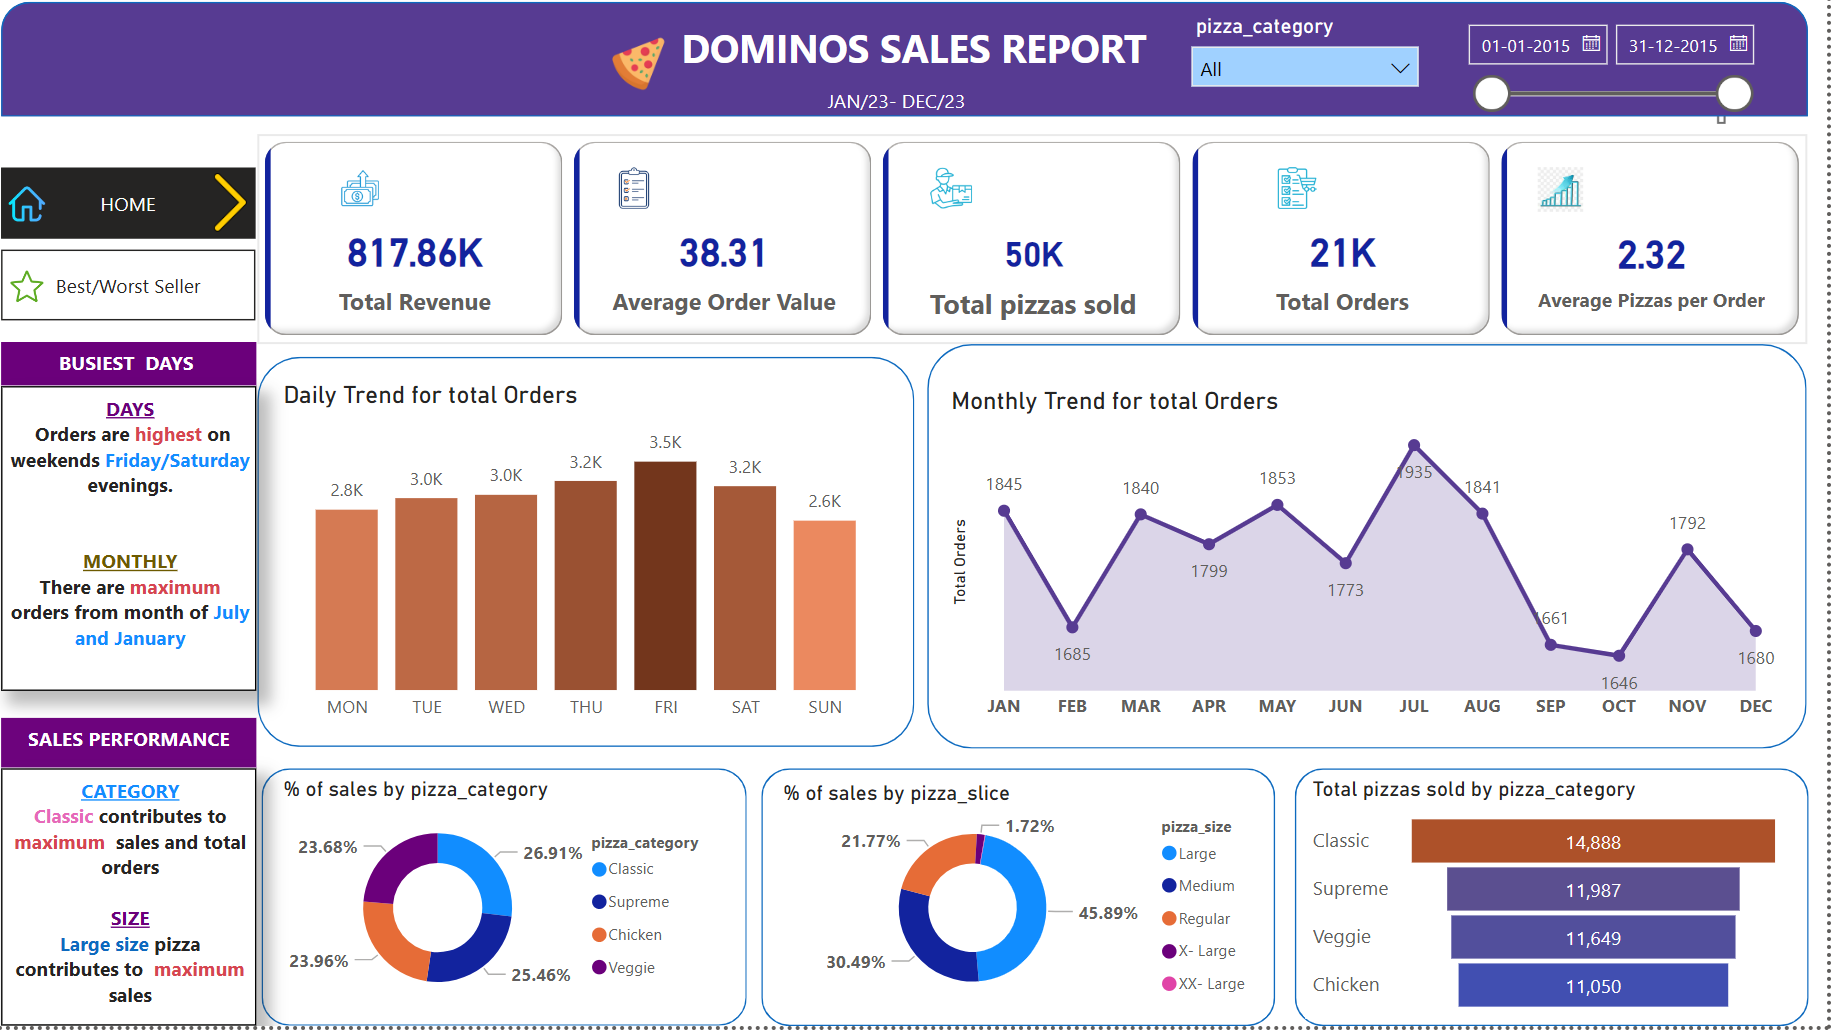 DOMINOS SALES REPORT
JAN/23- DEC/23
pizza_category
All
01-01-2015
31-12-2015
HOME
Best/Worst Seller
817.86K
Total Revenue
38.31
Average Order Value
50K
Total pizzas sold
21K
Total Orders
2.32
Average Pizzas per Order
BUSIEST DAYS
DAYS
Orders are highest on
weekends Friday/Saturday
evenings.
MONTHLY
There are maximum
orders from month of July
and January
SALES PERFORMANCE
CATEGORY
Classic contributes to
maximum sales and total
orders
SIZE
Large size pizza
contributes to maximum
sales
Daily Trend for total Orders
2.8K
3.0K
3.0K
3.2K
3.5K
3.2K
2.6K
MON
TUE
WED
THU
FRI
SAT
SUN
Monthly Trend for total Orders
Total Orders
1845
1685
1840
1799
1853
1773
1935
1841
1661
1646
1792
1680
JAN
FEB
MAR
APR
MAY
JUN
JUL
AUG
SEP
OCT
NOV
DEC
% of sales by pizza_category
23.68%
26.91%
23.96%
25.46%
pizza_category
Classic
Supreme
Chicken
Veggie
% of sales by pizza_slice
21.77%
1.72%
45.89%
30.49%
pizza_size
Large
Medium
Regular
X- Large
XX- Large
Total pizzas sold by pizza_category
Classic
14,888
Supreme
11,987
Veggie
11,649
Chicken
11,050